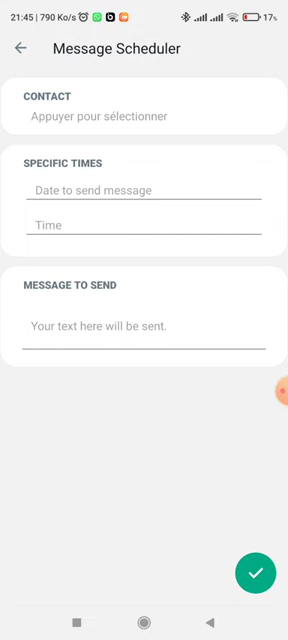 21:45 | 790 Ko/s
17%
Message Scheduler
CONTACT
Appuyer pour sélectionner
SPECIFIC TIMES
Date to send message
Time
MESSAGE TO SEND
Your text here will be sent.